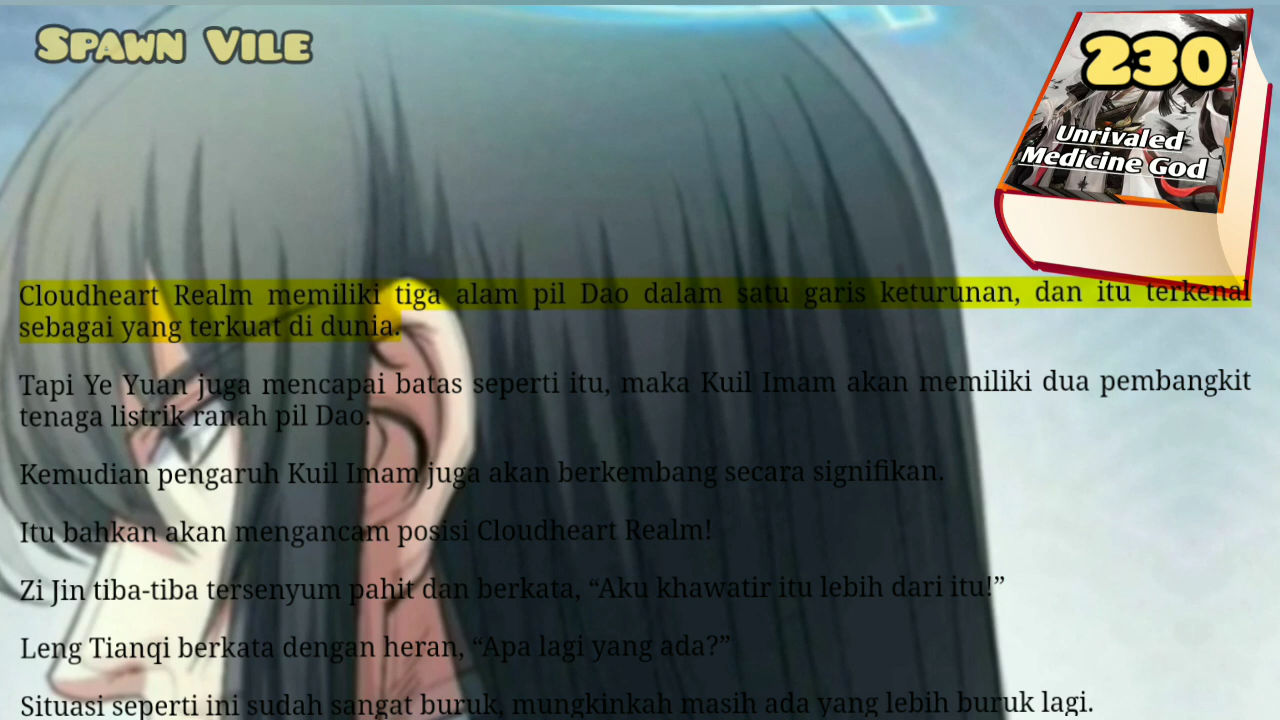 Spawn Vile
230
Unrivaled
Medicine God
Cloudheart Realm memiliki tiga alam pil Dao dalam satu garis keturunan, dan itu terkenal
sebagai yang terkuat di dunia.
Tapi Ye Yuan juga mencapai batas seperti itu, maka Kuil Imam akan memiliki dua pembangkit
tenaga listrik ranah pil Dao.
Kemudian pengaruh Kuil Imam juga akan berkembang secara signifikan.
Itu bahkan akan mengancam posisi Cloudheart Realm!
Zi Jin tiba-tiba tersenyum pahit dan berkata, “Aku khawatir itu lebih dari itu!”
Leng Tianqi berkata dengan heran, “Apa lagi yang ada?”
Situasi seperti ini sudah sangat buruk, mungkinkah masih ada yang lebih buruk lagi.